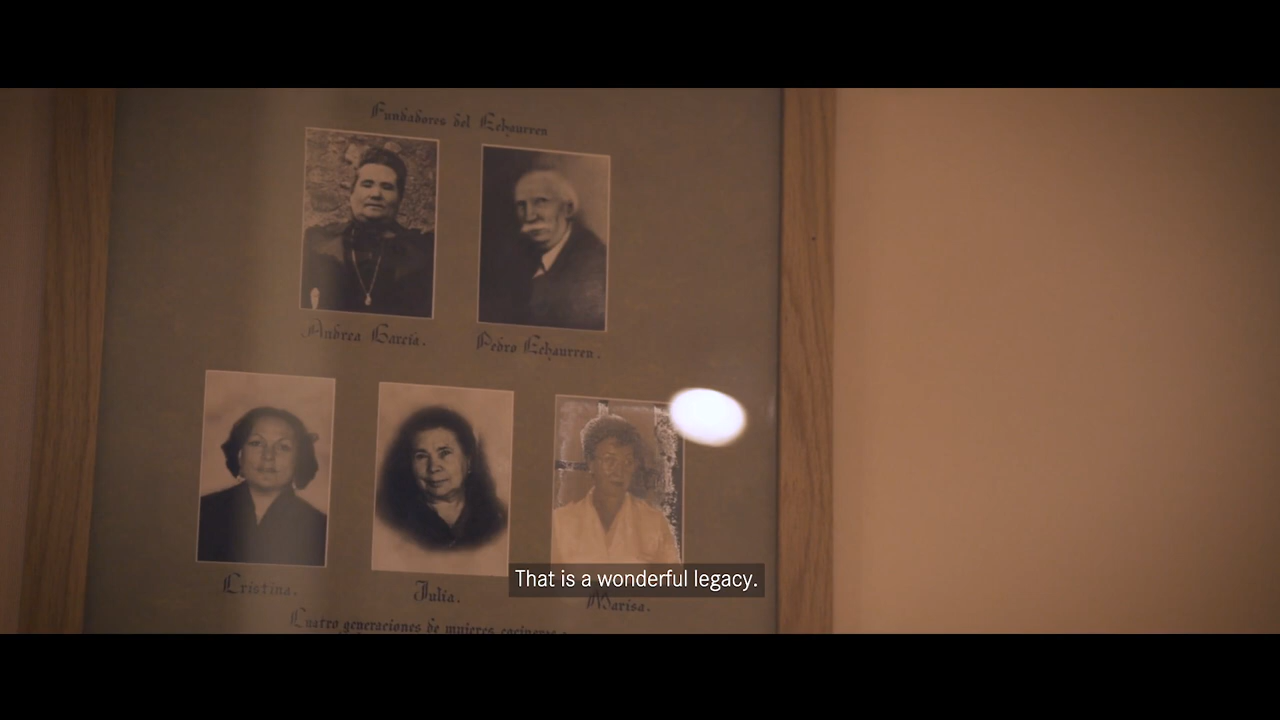 Fundadores del Echaurren
Andrea García.
Pedro Echaurren.
Cristina.
Julia.
Marisa.
Cuatro generaciones de mujeres cocineras
That is a wonderful legacy.